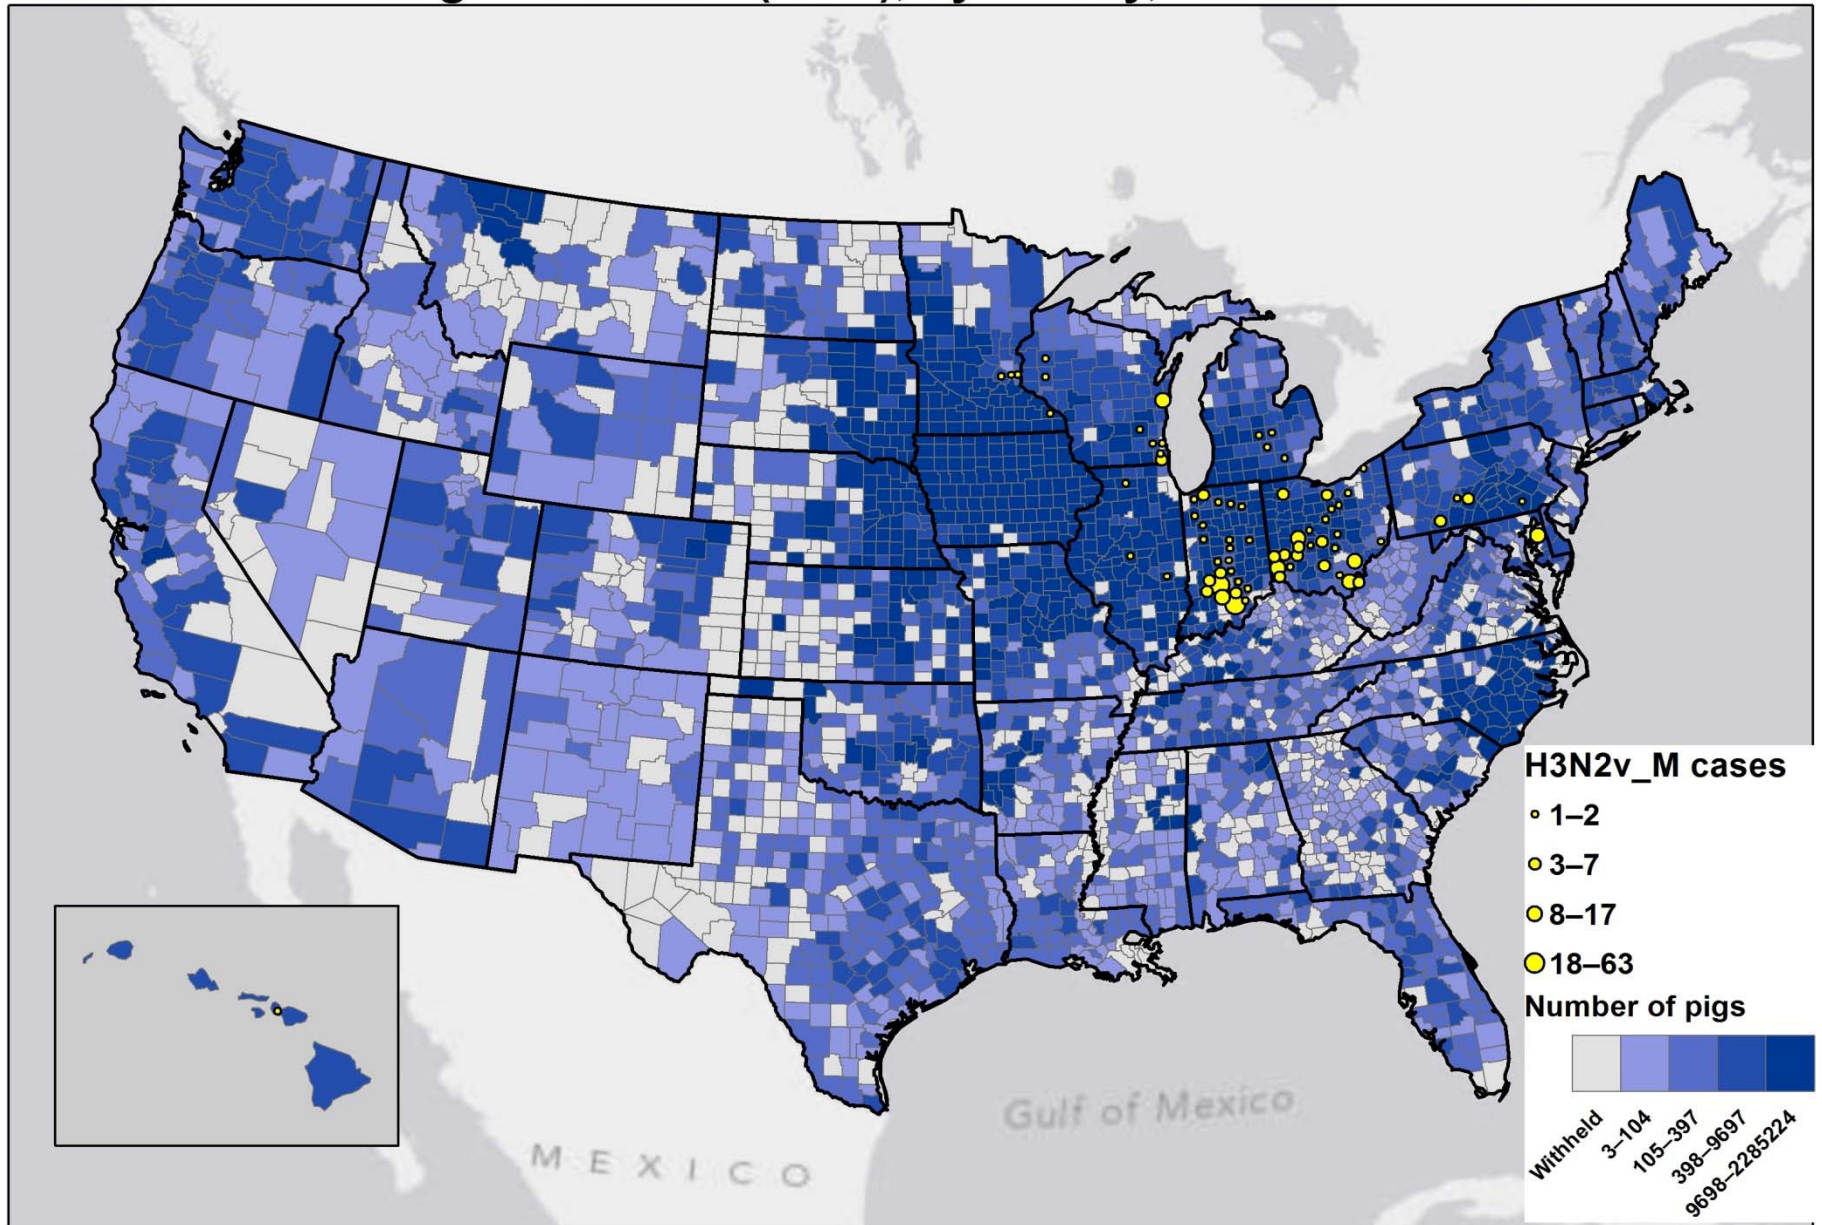 H3N2v_M cases
1–2
3–7
8–17
18–63
Number of pigs
Withheld
3–104
105–397
398–9697
9698–2285224
Gulf of Mexico
MEXICO